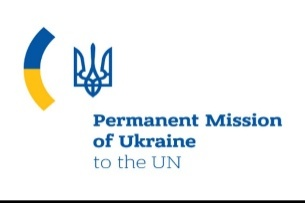 Permanent Mission
of Ukraine
to the UN